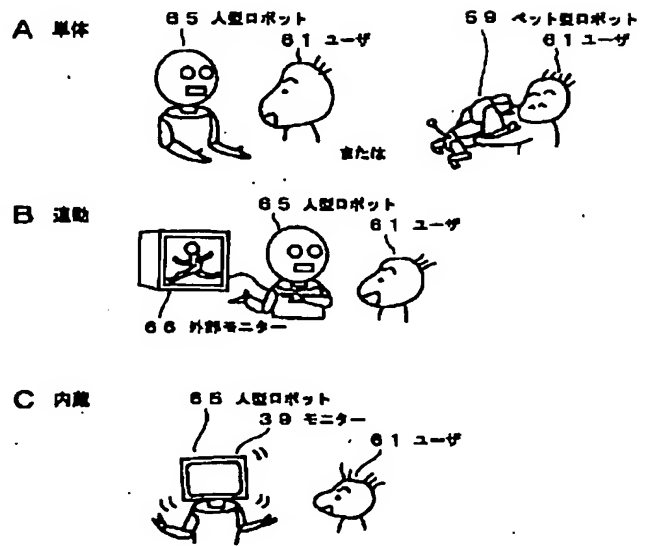 A 単体
65 人型ロボット
61 ユーザ
59 ペット型ロボット
61 ユーザ
または
B 連動
65 人型ロボット
61 ユーザ
66 外部モニター
C 内蔵
65 人型ロボット
39 モニター
61 ユーザ